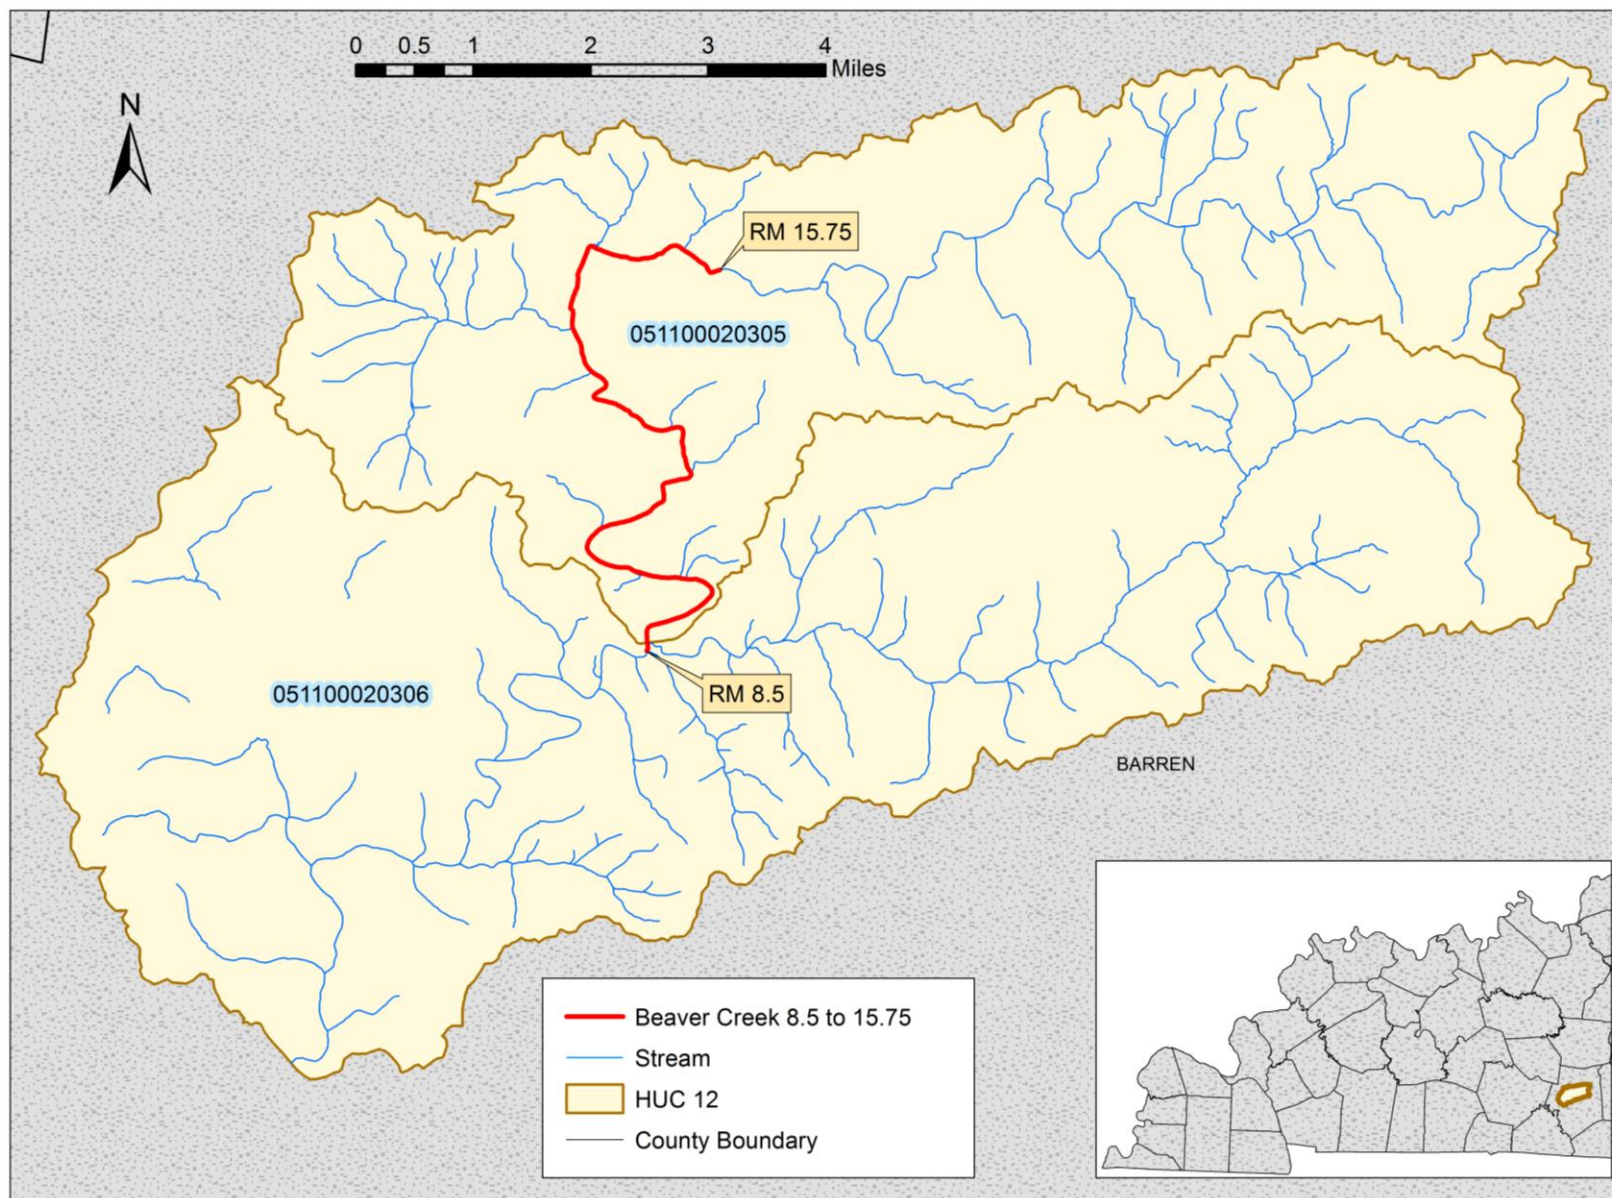 0 0.5 1 2 3 4
Miles
N
RM 15.75
051100020305
051100020306
RM 8.5
BARREN
Beaver Creek 8.5 to 15.75
Stream
HUC 12
County Boundary